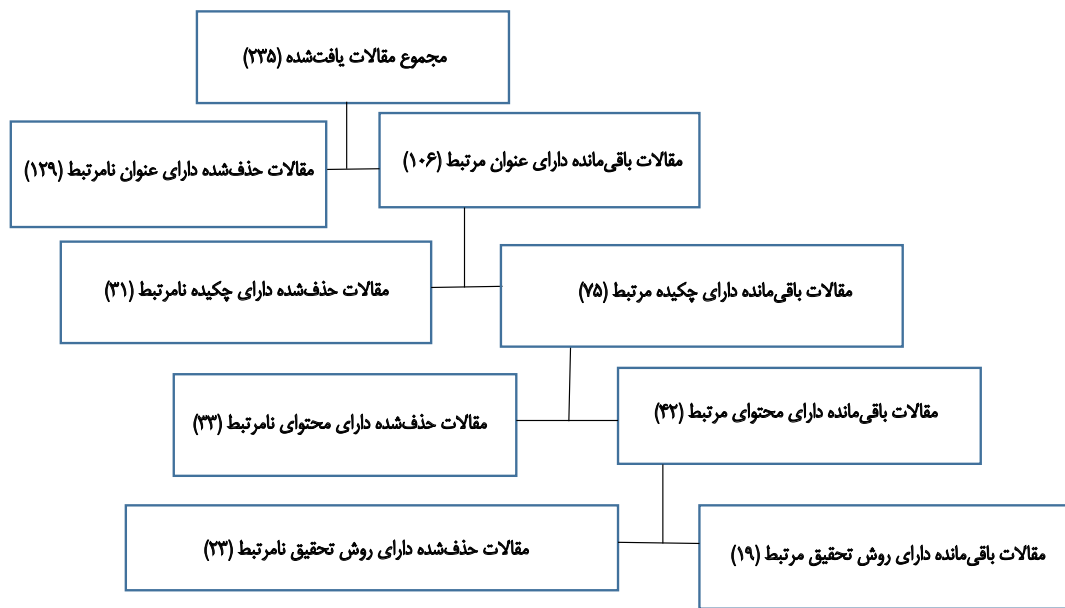 مجموع مقالات یافت‌شده (۲۳۵)
مقالات باقی‌مانده دارای عنوان مرتبط (۱۰۶)
مقالات حذف‌شده دارای عنوان نامرتبط (۱۲۹)
مقالات باقی‌مانده دارای چکیده مرتبط (۷۵)
مقالات حذف‌شده دارای چکیده نامرتبط (۳۱)
مقالات باقی‌مانده دارای محتوای مرتبط (۴۲)
مقالات حذف‌شده دارای محتوای نامرتبط (۳۳)
مقالات باقی‌مانده دارای روش تحقیق مرتبط (۱۹)
مقالات حذف‌شده دارای روش تحقیق نامرتبط (۲۳)